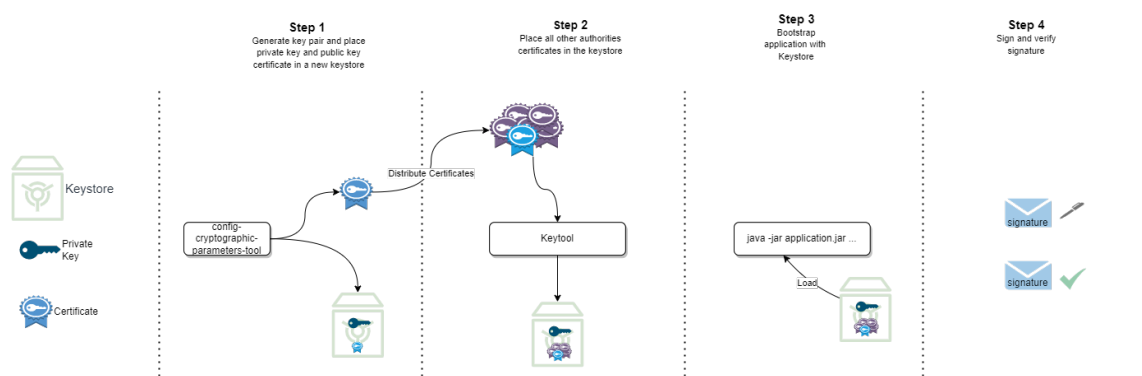 Step 1
Generate key pair and place
private key and public key
certificate in a new keystore
Step 2
Place all other authorities
certificates in the keystore
Step 3
Bootstrap
application with
Keystore
Step 4
Sign and verify
signature
Keystore
Private
Key
Certificate
config-
cryptographic-
parameters-tool
Distribute Certificates
Keytool
java -jar application.jar ...
Load
signature
signature